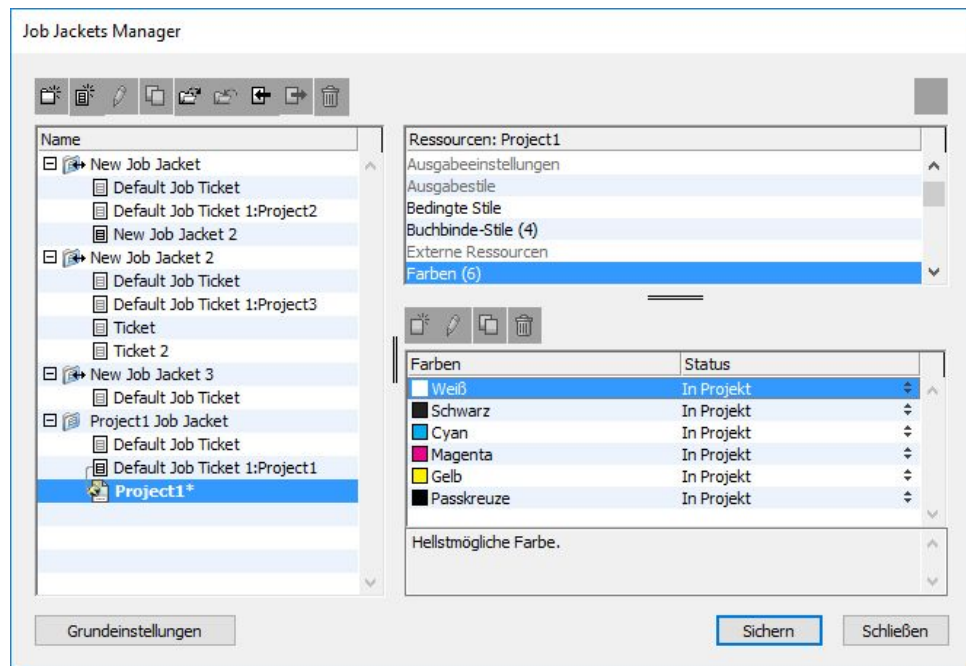 Job Jackets Manager
Name
New Job Jacket
Default Job Ticket
Default Job Ticket 1:Project2
New Job Jacket 2
New Job Jacket 2
Default Job Ticket
Default Job Ticket 1:Project3
Ticket
Ticket 2
New Job Jacket 3
Default Job Ticket
Project1 Job Jacket
Default Job Ticket
Default Job Ticket 1:Project1
Project1*
Ressourcen: Project1
Ausgabeeinstellungen
Ausgabestile
Bedingte Stile
Buchbinde-Stile (4)
Externe Ressourcen
Farben (6)
Farben Status
Weiß In Projekt
Schwarz In Projekt
Cyan In Projekt
Magenta In Projekt
Gelb In Projekt
Passkreuze In Projekt
Hellstmögliche Farbe.
Grundeinstellungen Sichern Schließen